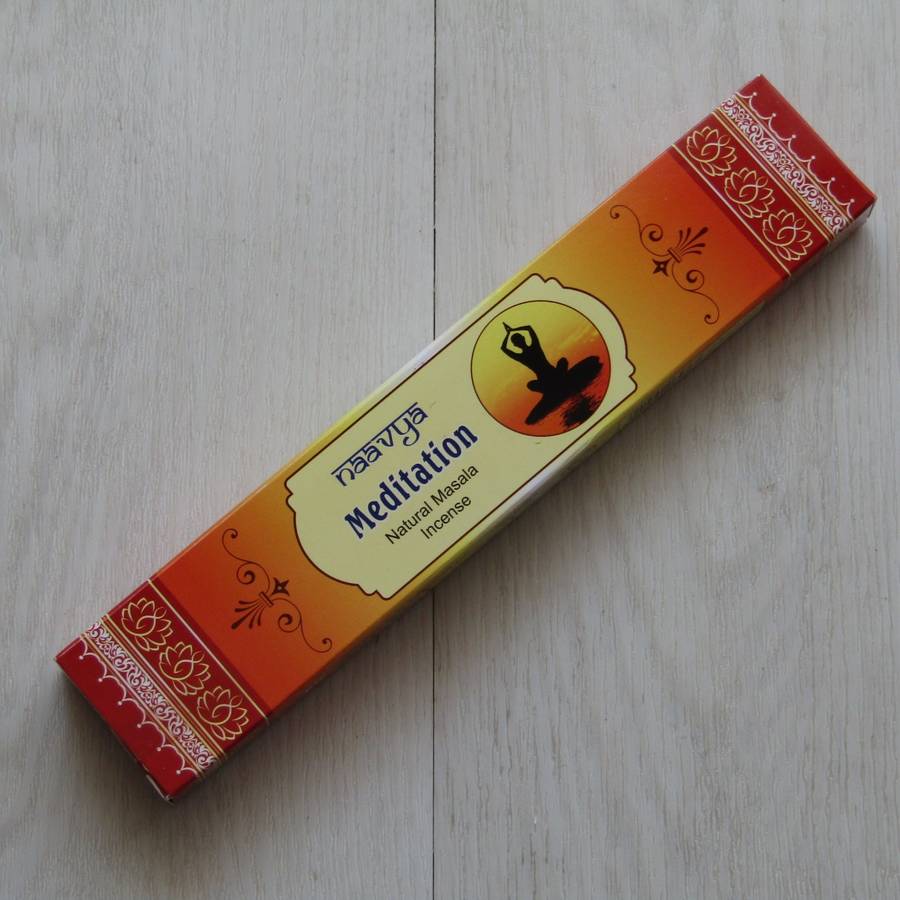 naavya
Meditation
Natural Masala
Incense